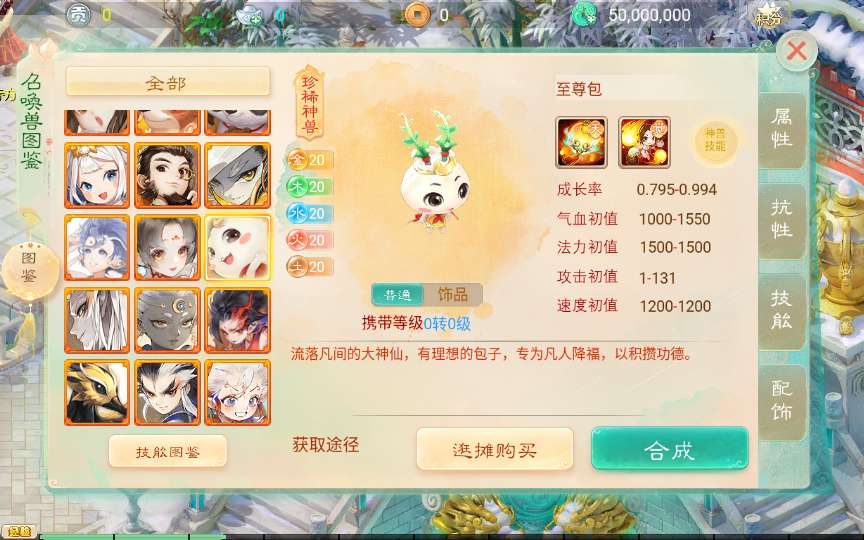 贡 0
0
0
50,000,000
积分
召唤兽图鉴
全部
图鉴
技能图鉴
珍稀神兽
金 20
木 20
水 20
火 20
土 20
普通
饰品
携带等级0转0级
流落凡间的大神仙，有理想的包子，专为凡人降福，以积攒功德。
获取途径
逛摊购买
合成
至尊包
神兽技能
成长率 0.795-0.994
气血初值 1000-1550
法力初值 1500-1500
攻击初值 1-131
速度初值 1200-1200
属性
抗性
技能
配饰